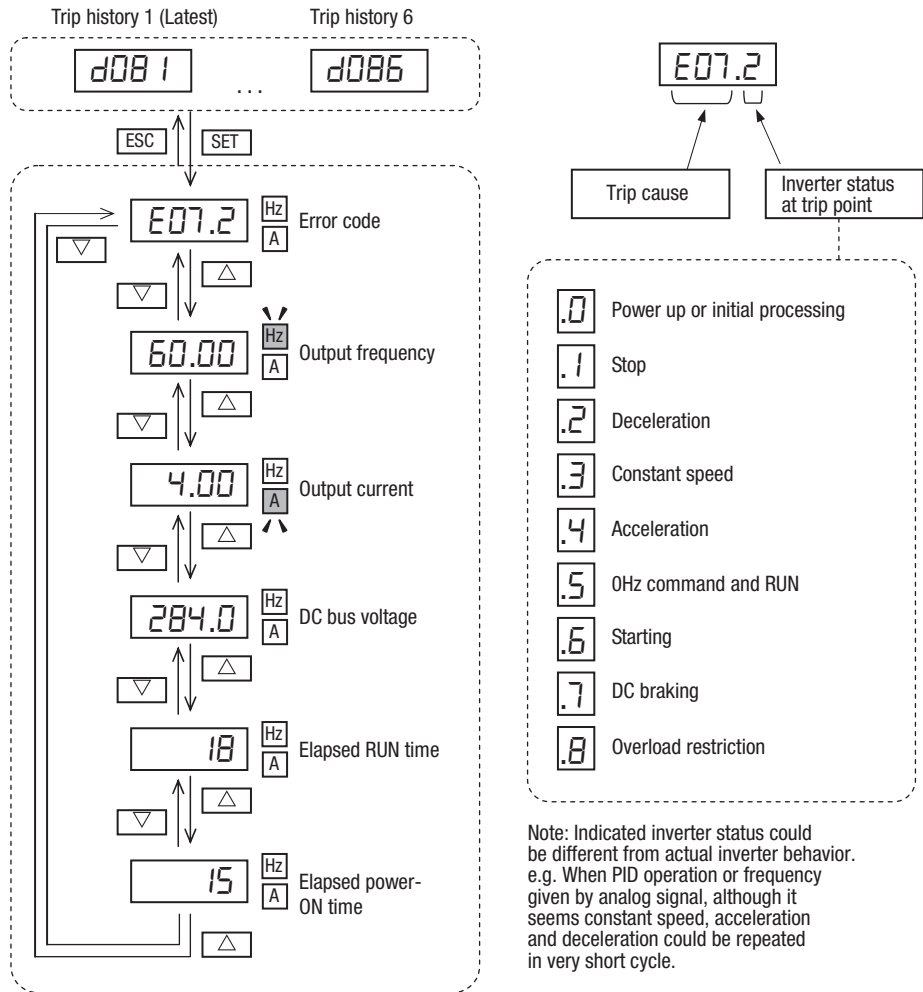 Trip history 1 (Latest)
Trip history 6
d081
...
d086
ESC
SET
E07.2
Hz
A
Error code
60.00
Hz
A
Output frequency
4.00
Hz
A
Output current
284.0
Hz
A
DC bus voltage
18
Hz
A
Elapsed RUN time
15
Hz
A
Elapsed power-
ON time
E07.2
Trip cause
Inverter status
at trip point
.0 Power up or initial processing
.1 Stop
.2 Deceleration
.3 Constant speed
.4 Acceleration
.5 0Hz command and RUN
.6 Starting
.7 DC braking
.8 Overload restriction
Note: Indicated inverter status could
be different from actual inverter behavior.
e.g. When PID operation or frequency
given by analog signal, although it
seems constant speed, acceleration
and deceleration could be repeated
in very short cycle.